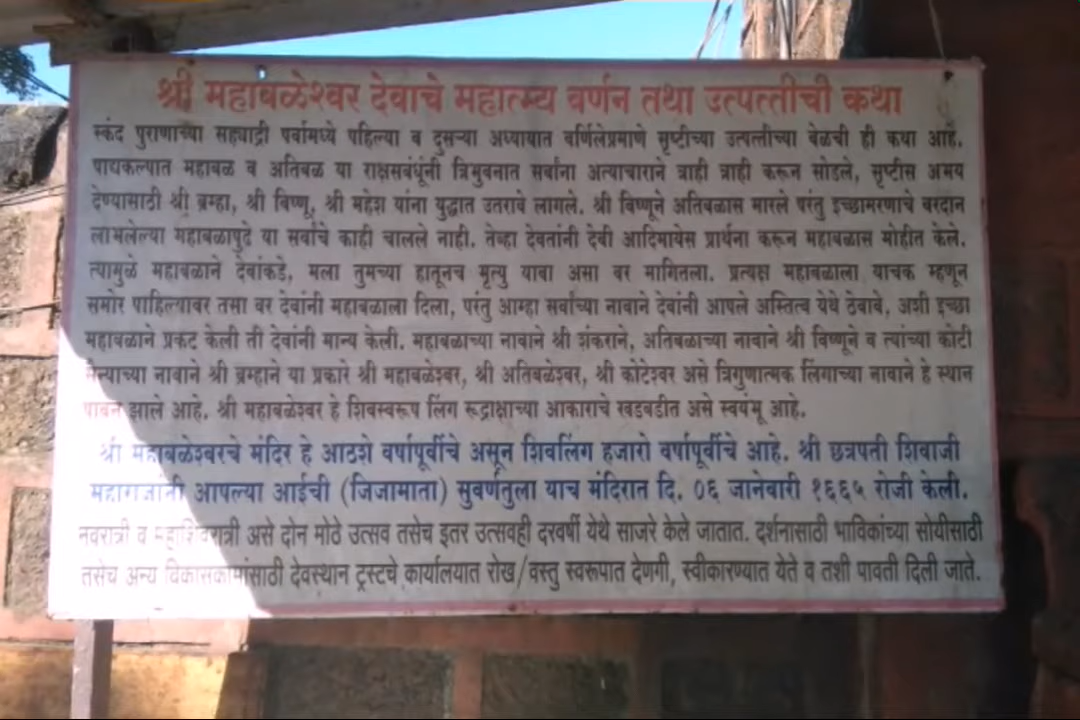 श्री महाबळेश्वर देवाचे महात्म्य वर्णन तथा उत्पत्तीची कथा
स्कंद पुराणाच्या सह्याद्री पर्वामध्ये पहिल्या व दुसऱ्या अध्यायात वर्णिलेप्रमाणे सृष्टीच्या उत्पत्तीच्या वेळची ही कथा आहे.
पाद्यकल्पात महाबळ व अतिबळ या राक्षसबंधूंनी त्रिभुवनात सर्वांना अत्याचाराने त्राही त्राही करून सोडले, सृष्टीस अभय
देण्यासाठी श्री ब्रम्हा, श्री विष्णू, श्री महेश यांना युद्धात उतरावे लागले. श्री विष्णूने अतिबळास मारले परंतु इच्छामरणाचे वरदान
लाभलेल्या महाबळापुढे या सर्वांचे काही चालले नाही. तेव्हा देवतांनी देवी आदिमायेस प्रार्थना करून महाबळास मोहीत केले.
त्यामुळे महाबळाने देवांकडे, मला तुमच्या हातूनच मृत्यु यावा असा वर मागितला. प्रत्यक्ष महाबळाला याचक म्हणून
समोर पाहिल्यावर तसा वर देवांनी महाबळाला दिला, परंतु आम्हा सर्वांच्या नावाने देवांनी आपले अस्तित्व येथे ठेवावे, अशी इच्छा
महाबळाने प्रकट केली ती देवांनी मान्य केली. महाबळाच्या नावाने श्री शंकराने, अतिबळाच्या नावाने श्री विष्णूने व त्यांच्या कोटी
सैन्याच्या नावाने श्री ब्रम्हाने या प्रकारे श्री महाबळेश्वर, श्री अतिबळेश्वर, श्री कोटेश्वर असे त्रिगुणात्मक लिंगाच्या नावाने हे स्थान
पावन झाले आहे. श्री महाबळेश्वर हे शिवस्वरूप लिंग रूद्राक्षाच्या आकाराचे खडबडीत असे स्वयंभू आहे.
श्री महाबळेश्वरचे मंदिर हे आठशे वर्षापूर्वीचे असून शिवलिंग हजारो वर्षापूर्वीचे आहे. श्री छत्रपती शिवाजी
महाराजांनी आपल्या आईची (जिजामाता) सुवर्णतुला याच मंदिरात दि. ०६ जानेवारी १६६५ रोजी केली.
नवरात्री व महाशिवरात्री असे दोन मोठे उत्सव तसेच इतर उत्सवही दरवर्षी येथे साजरे केले जातात. दर्शनासाठी भाविकांच्या सोयीसाठी
तसेच अन्य विकासकामांसाठी देवस्थान ट्रस्टचे कार्यालयात रोख/वस्तु स्वरूपात देणगी, स्वीकारण्यात येते व तशी पावती दिली जाते.